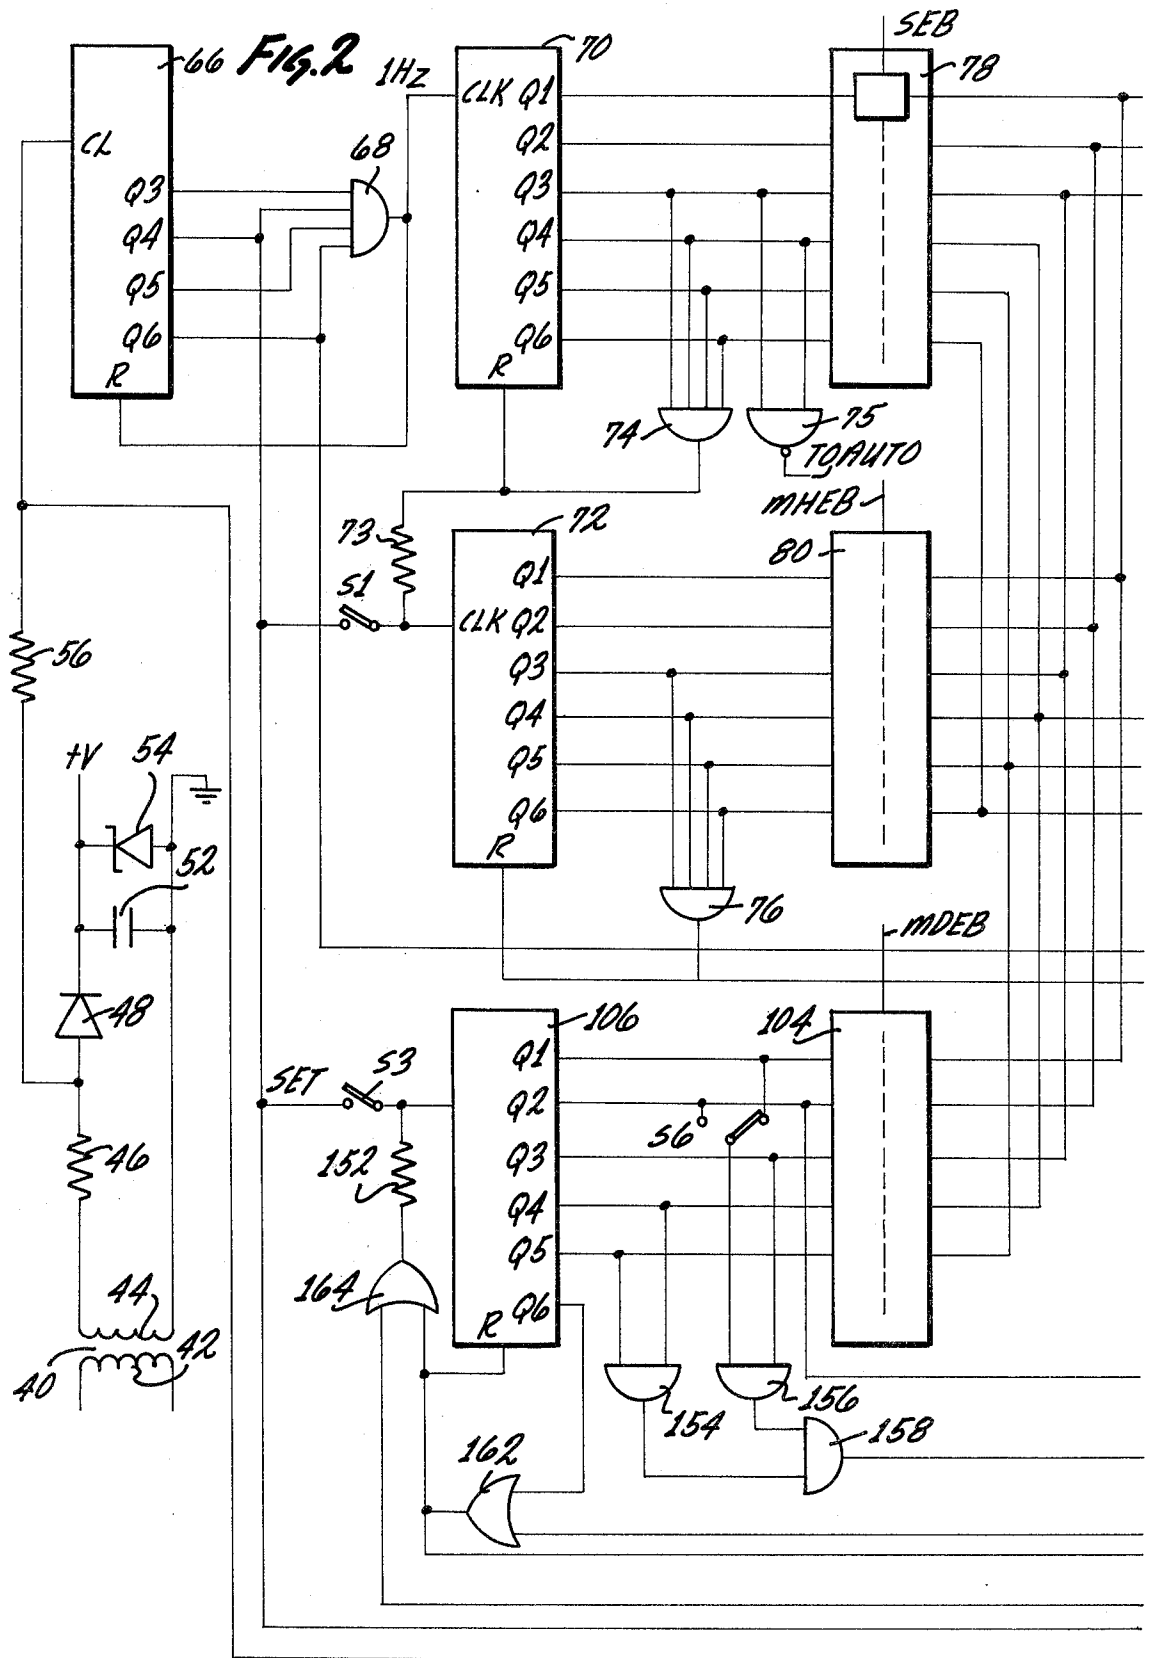 SEB
66 FIG.2 1HZ 70 78
CLK Q1
CL Q2
68
Q3 Q3
Q4 Q4
Q5 Q5
Q6 Q6
R R
74 75
TO AUTO
MHEB
73 72 80
Q1
S1
CLK Q2
56 Q3
Q4
+V 54 Q5
Q6
52 R
76
MDEB
48 106 104
Q1
SET S3
Q2
S6
46 152 Q3
Q4
Q5
44 164 Q6
R
40 42
154 156
158
162